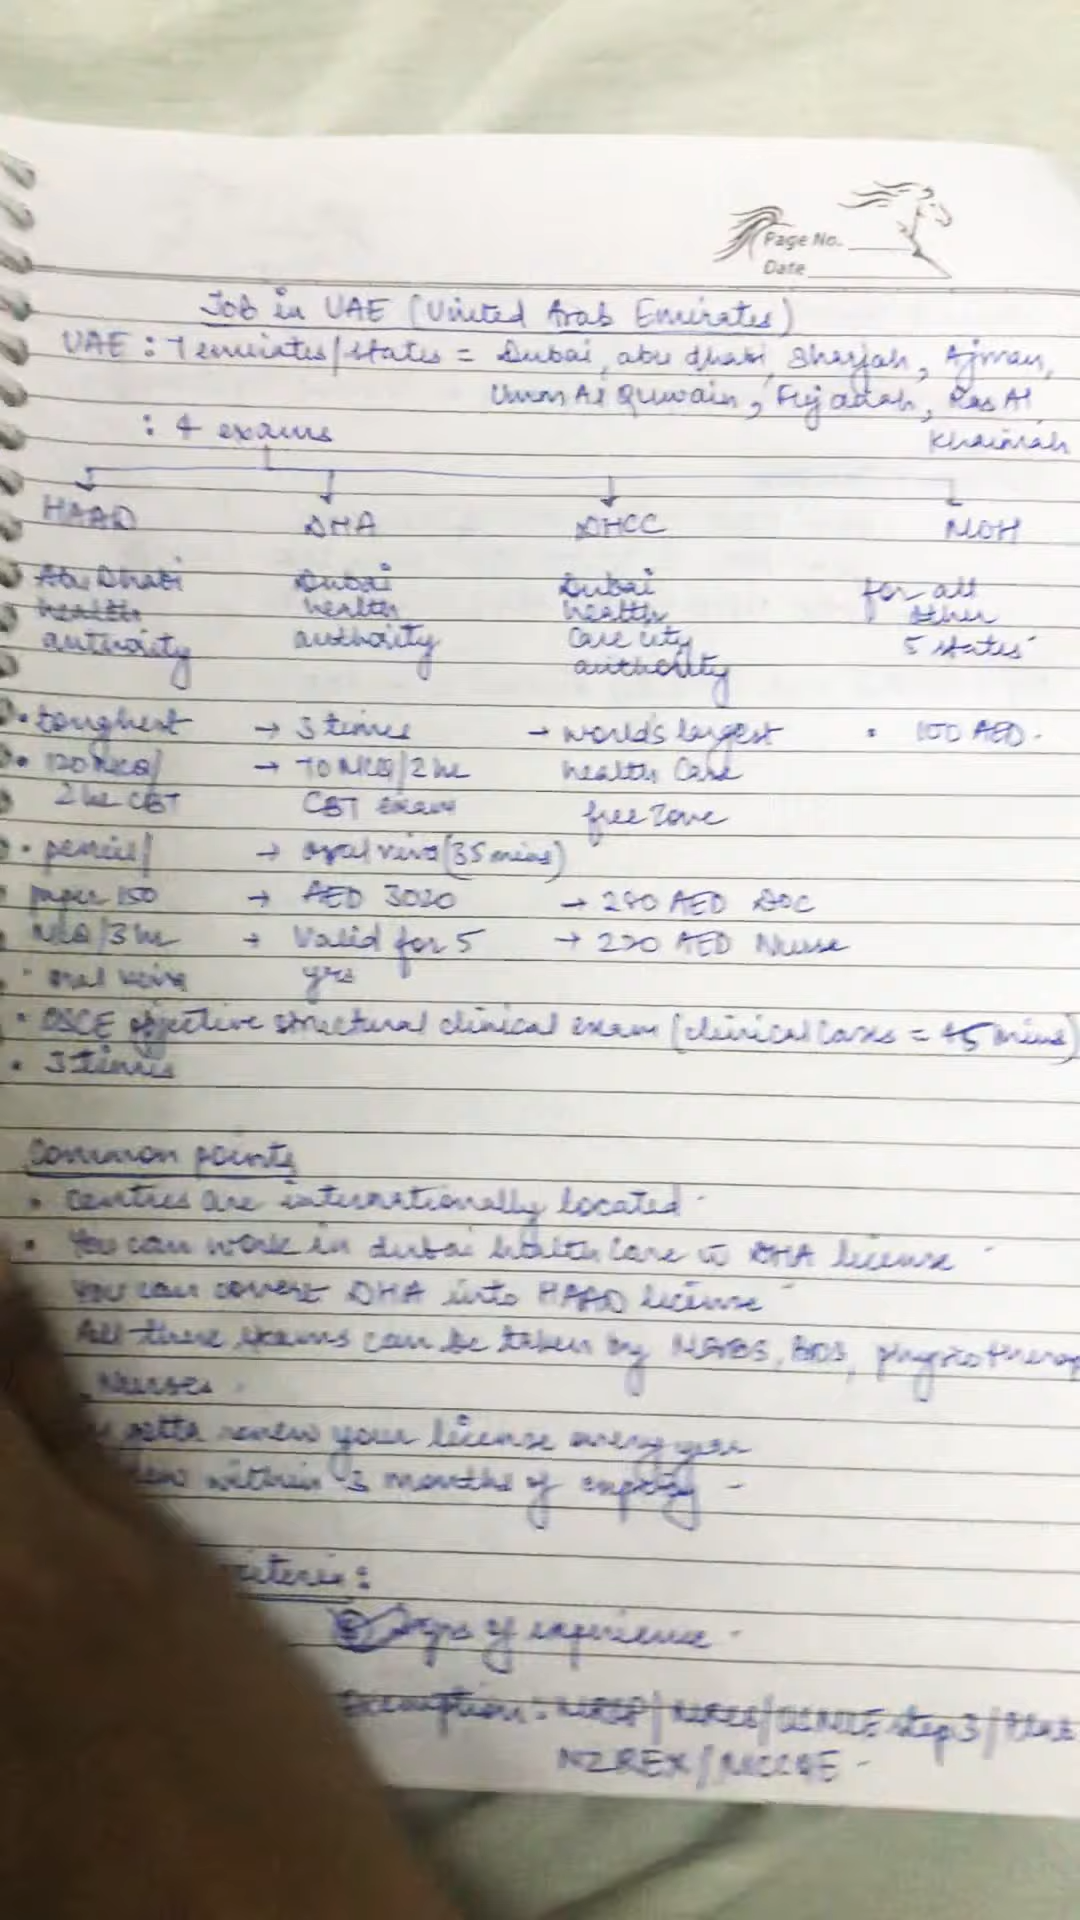 Page No.
Date
Job in UAE (United Arab Emirates)
UAE : 7 emirates/states = Dubai, abu dhabi, Sharjah, Ajman,
Umm Al Quwain, Fujairah, Ras Al
Khaimah
: 4 exams
HAAD DHA DHCC MOH
Abu Dhabi Dubai Dubai for all
health health health other
authority authority Care city 5 states
authority
• toughest → 3 times → world's largest • 100 AED.
• 120 MCQ/ → 70 MCQ/2 hr health Care
2 hr CBT CBT exam free Zone
• pencil/ → oral viva (35 mins)
paper 150 → AED 3020 → 280 AED DOC
MCQ/3 hr → Valid for 5 → 220 AED Nurse
• oral viva yrs
• OSCE objective structural clinical exam (clinical cases = 45 mins)
• 3 times
Common points
• centres are internationally located
• You can work in dubai health care DHA license
You can convert DHA into HAAD license
All these exams can be taken by MBBS, BDS, physiotherap
Nurses.
renew your license every year
within 3 months of
criteria :
yrs of experience
step 3 /
NZREX /